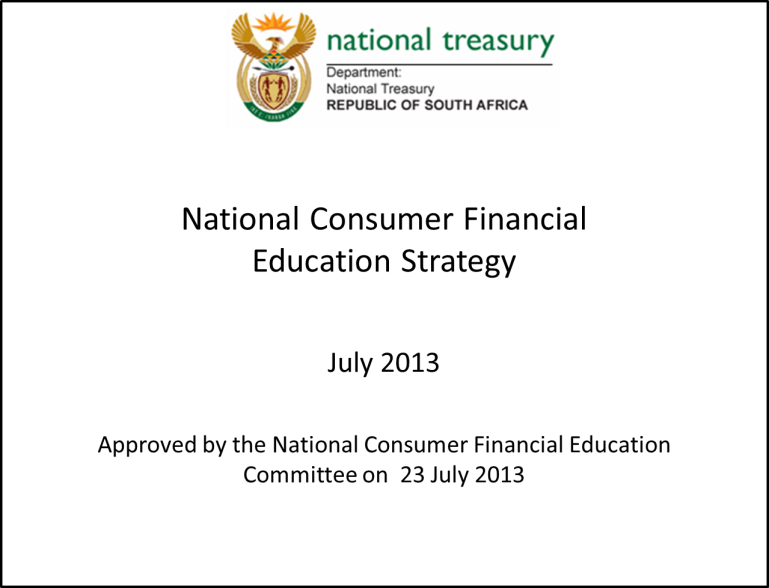 national treasury
Department:
National Treasury
REPUBLIC OF SOUTH AFRICA
National Consumer Financial
Education Strategy
July 2013
Approved by the National Consumer Financial Education
Committee on  23 July 2013